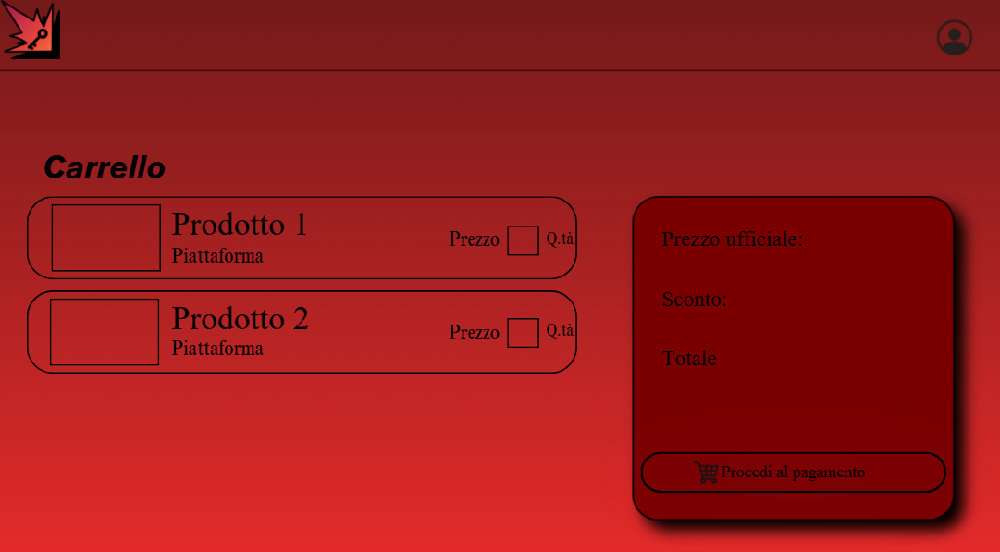 Carrello
Prodotto 1
Piattaforma
Prezzo
Q.tà
Prodotto 2
Piattaforma
Prezzo
Q.tà
Prezzo ufficiale:
Sconto:
Totale
Procedi al pagamento